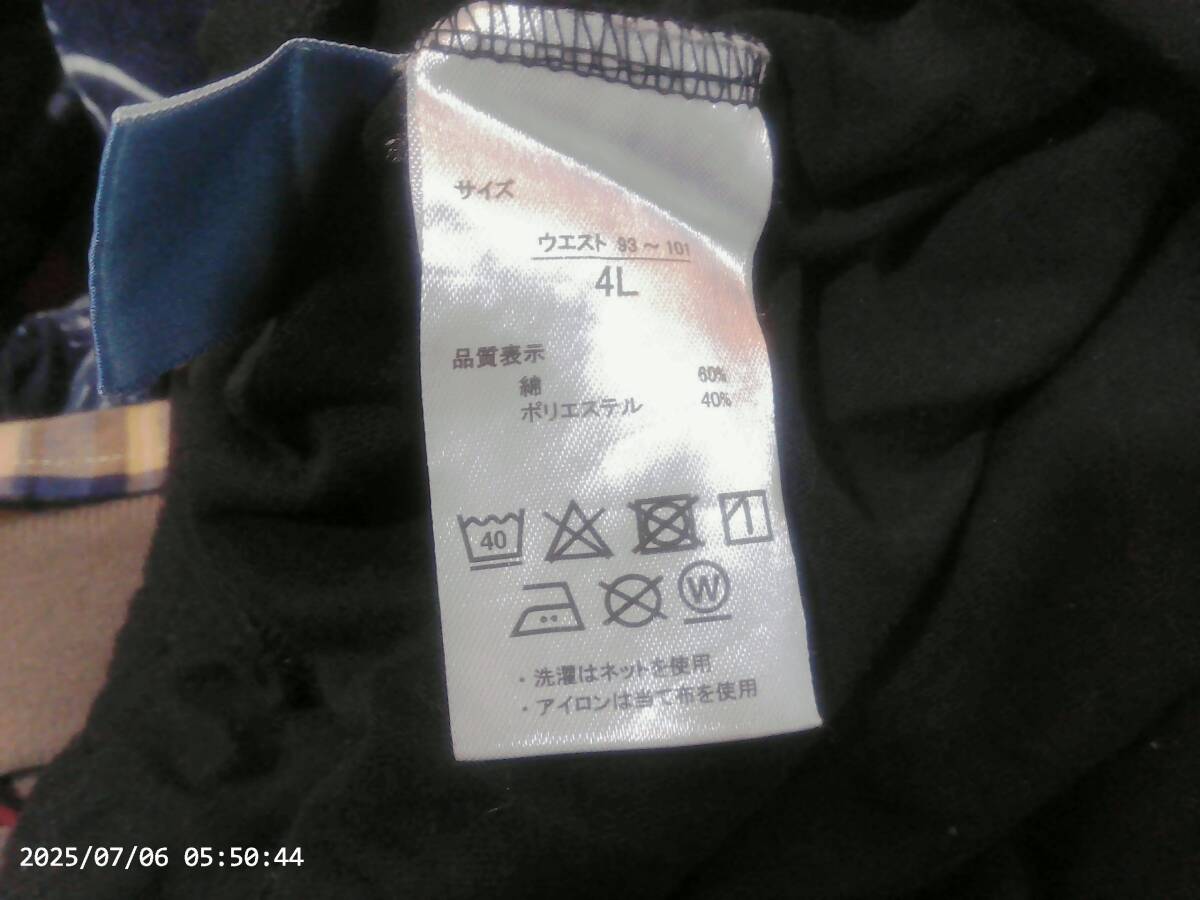 サイズ
ウエスト 93～101
4L
品質表示
綿 60%
ポリエステル 40%
40
W
・洗濯はネットを使用
・アイロンは当て布を使用
2025/07/06 05:50:44